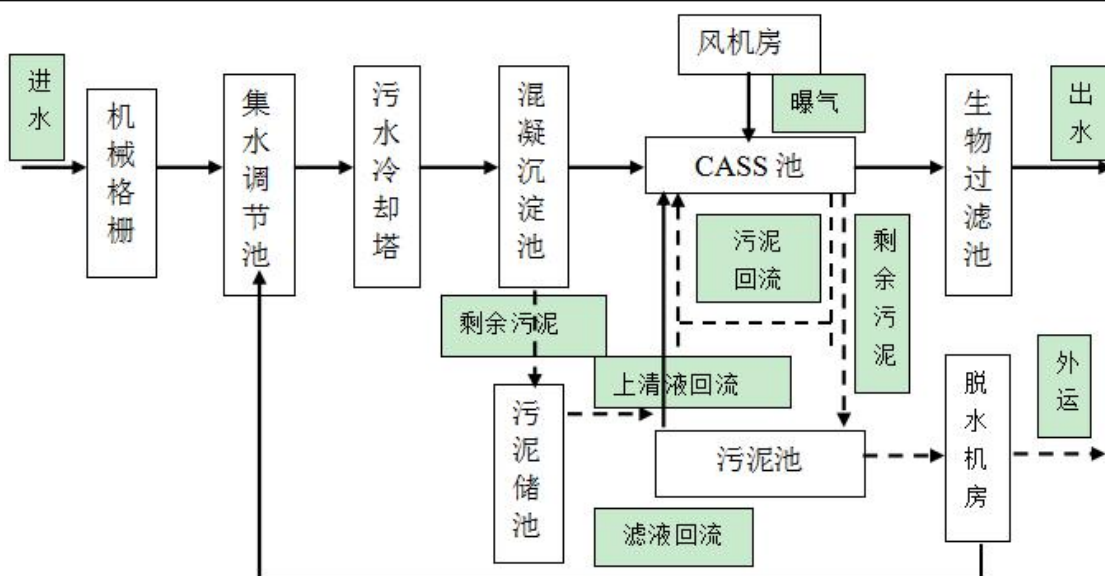 进水
机械格栅
集水调节池
污水冷却塔
混凝沉淀池
风机房
曝气
CASS 池
生物过滤池
出水
污泥
回流
剩余污泥
剩余污泥
上清液回流
污泥储池
污泥池
脱水机房
外运
滤液回流